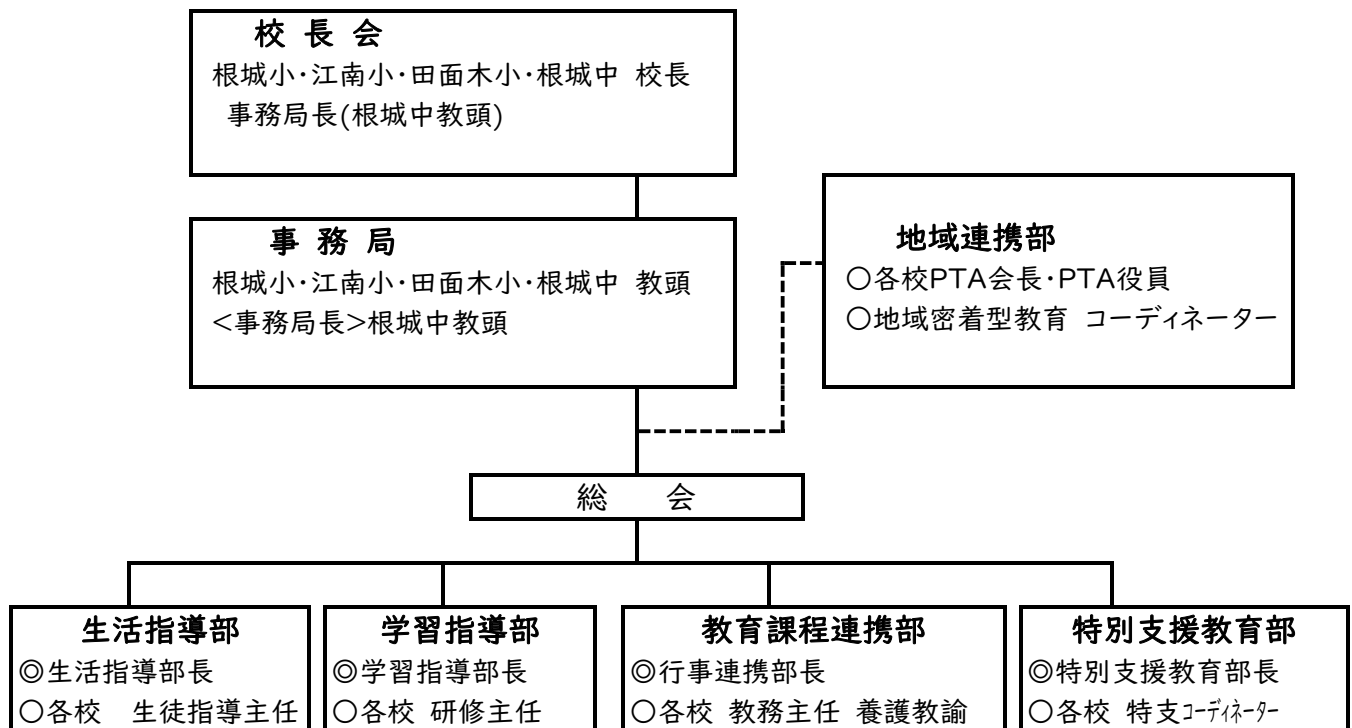 校 長 会
根城小・江南小・田面木小・根城中 校長
事務局長(根城中教頭)
事 務 局
根城小・江南小・田面木小・根城中 教頭
<事務局長>根城中教頭
地域連携部
○各校PTA会長・PTA役員
○地域密着型教育 コーディネーター
総　会
生活指導部
◎生活指導部長
○各校　生徒指導主任
学習指導部
◎学習指導部長
○各校 研修主任
教育課程連携部
◎行事連携部長
○各校 教務主任 養護教諭
特別支援教育部
◎特別支援教育部長
○各校 特支ｺｰﾃﾞｨﾈｰﾀｰ